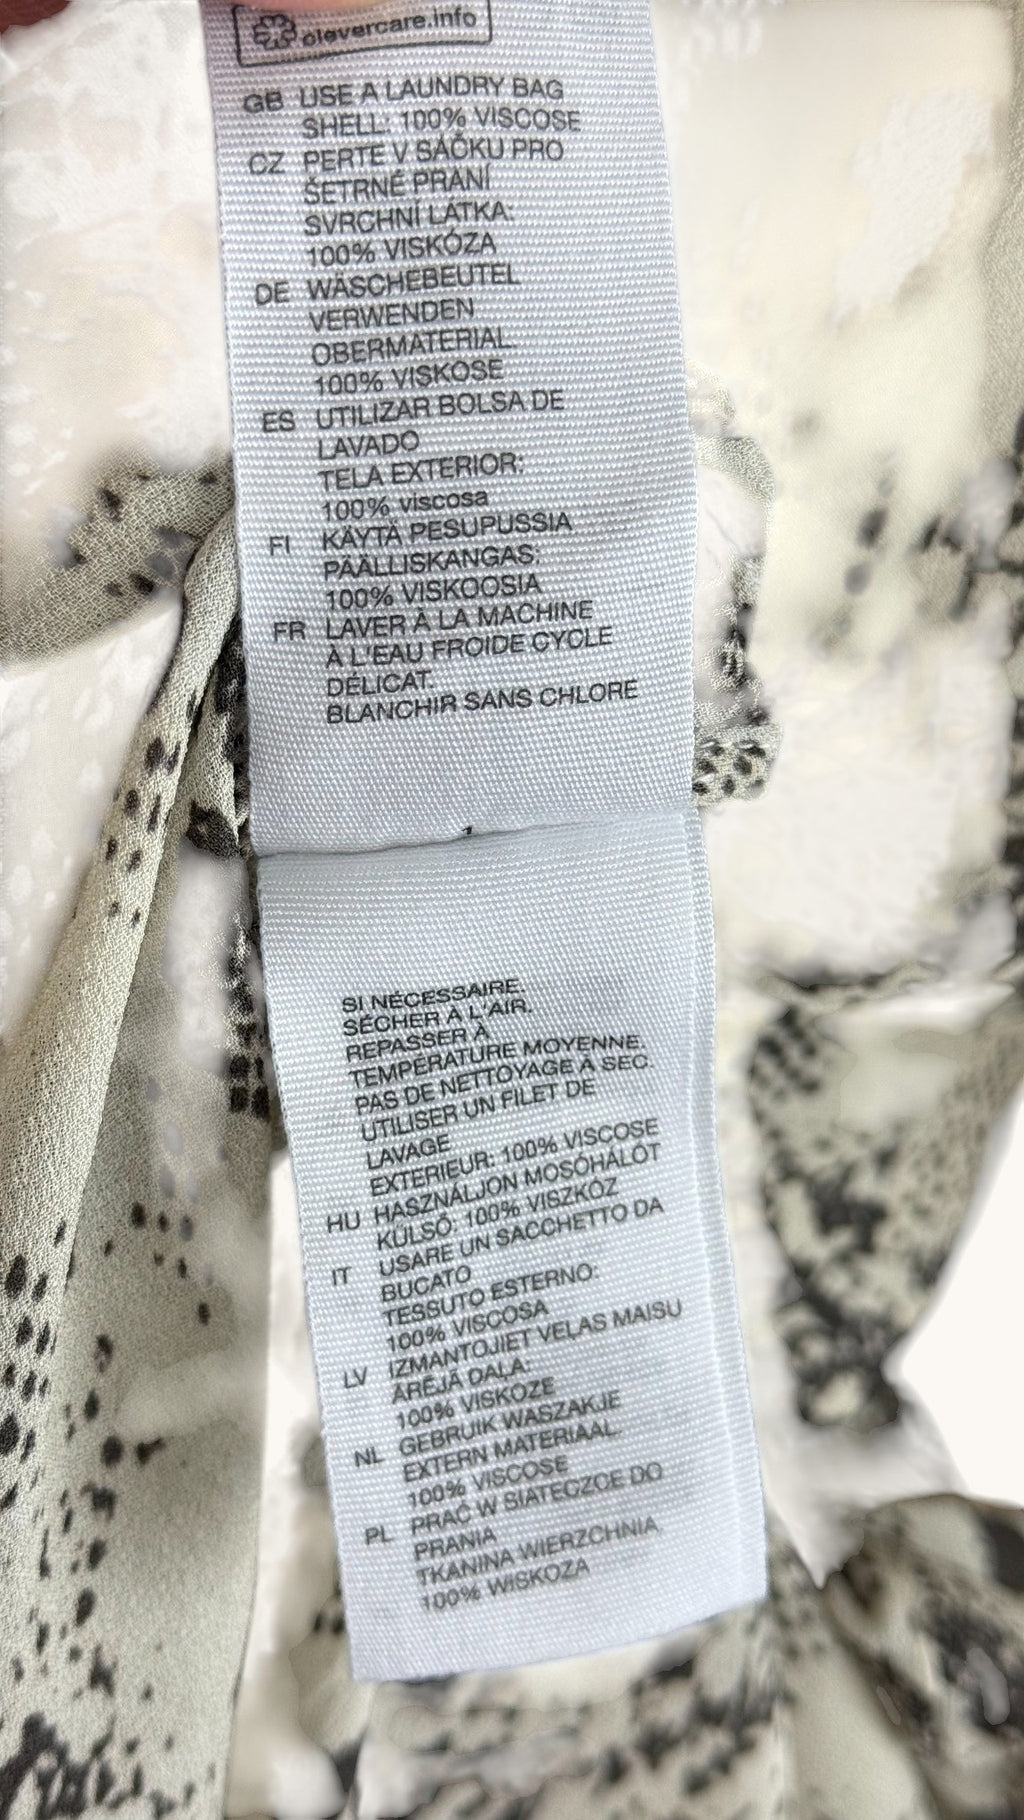 clevercare.info
GB USE A LAUNDRY BAG
SHELL: 100% VISCOSE
CZ PERTE V SÁČKU PRO
ŠETRNÉ PRANÍ
SVRCHNÍ LÁTKA:
100% VISKÓZA
DE WÄSCHEBEUTEL
VERWENDEN
OBERMATERIAL
100% VISKOSE
ES UTILIZAR BOLSA DE
LAVADO
TELA EXTERIOR:
100% viscosa
FI KÄYTÄ PESUPUSSIA
PÄÄLLISKANGAS:
100% VISKOOSIA
FR LAVER À LA MACHINE
À L'EAU FROIDE CYCLE
DÉLICAT.
BLANCHIR SANS CHLORE
SI NÉCESSAIRE.
SÉCHER À L'AIR.
REPASSER À
TEMPÉRATURE MOYENNE.
PAS DE NETTOYAGE À SEC.
UTILISER UN FILET DE
LAVAGE
EXTERIEUR: 100% VISCOSE
HU HASZNÁLJON MOSÓHÁLÓT
KÜLSŐ: 100% VISZKÓZ
IT USARE UN SACCHETTO DA
BUCATO
TESSUTO ESTERNO:
100% VISCOSA
LV IZMANTOJIET VEĻAS MAISU
ĀRĒJĀ DAĻA:
100% VISKOZE
NL GEBRUIK WASZAKJE
EXTERN MATERIAAL.
100% VISCOSE
PL PRAĆ W SIATECZCE DO
PRANIA
TKANINA WIERZCHNIA
100% WISKOZA